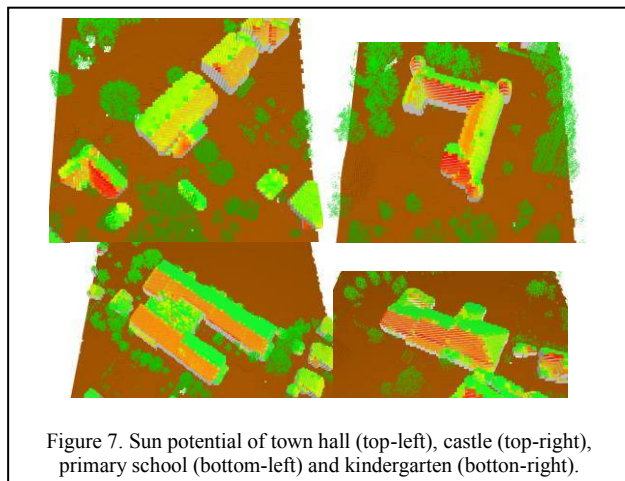 Figure 7. Sun potential of town hall (top-left), castle (top-right),
primary school (bottom-left) and kindergarten (botton-right).